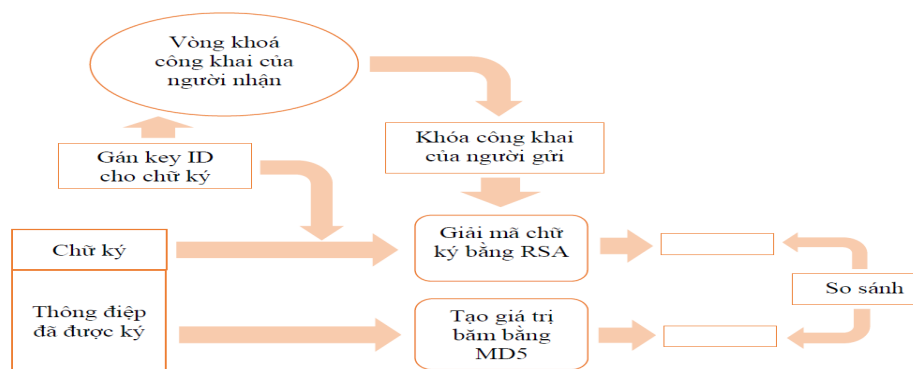 Vòng khoá
công khai của
người nhận
Gán key ID
cho chữ ký
Khóa công khai
của người gửi
Chữ ký
Giải mã chữ
ký bằng RSA
So sánh
Thông điệp
đã được ký
Tạo giá trị
băm bằng
MD5